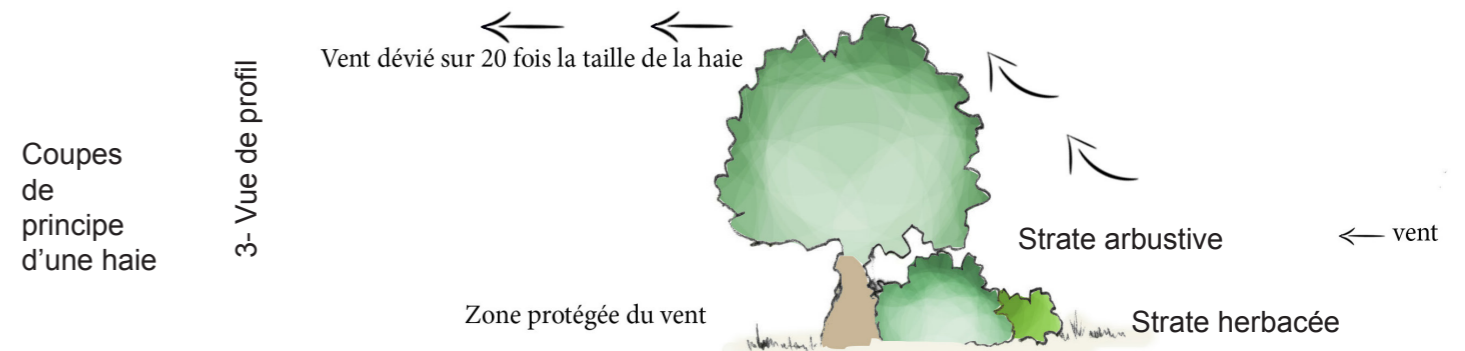 Coupes
de
principe
d’une haie
3- Vue de profil
Vent dévié sur 20 fois la taille de la haie
Zone protégée du vent
Strate arbustive
vent
Strate herbacée